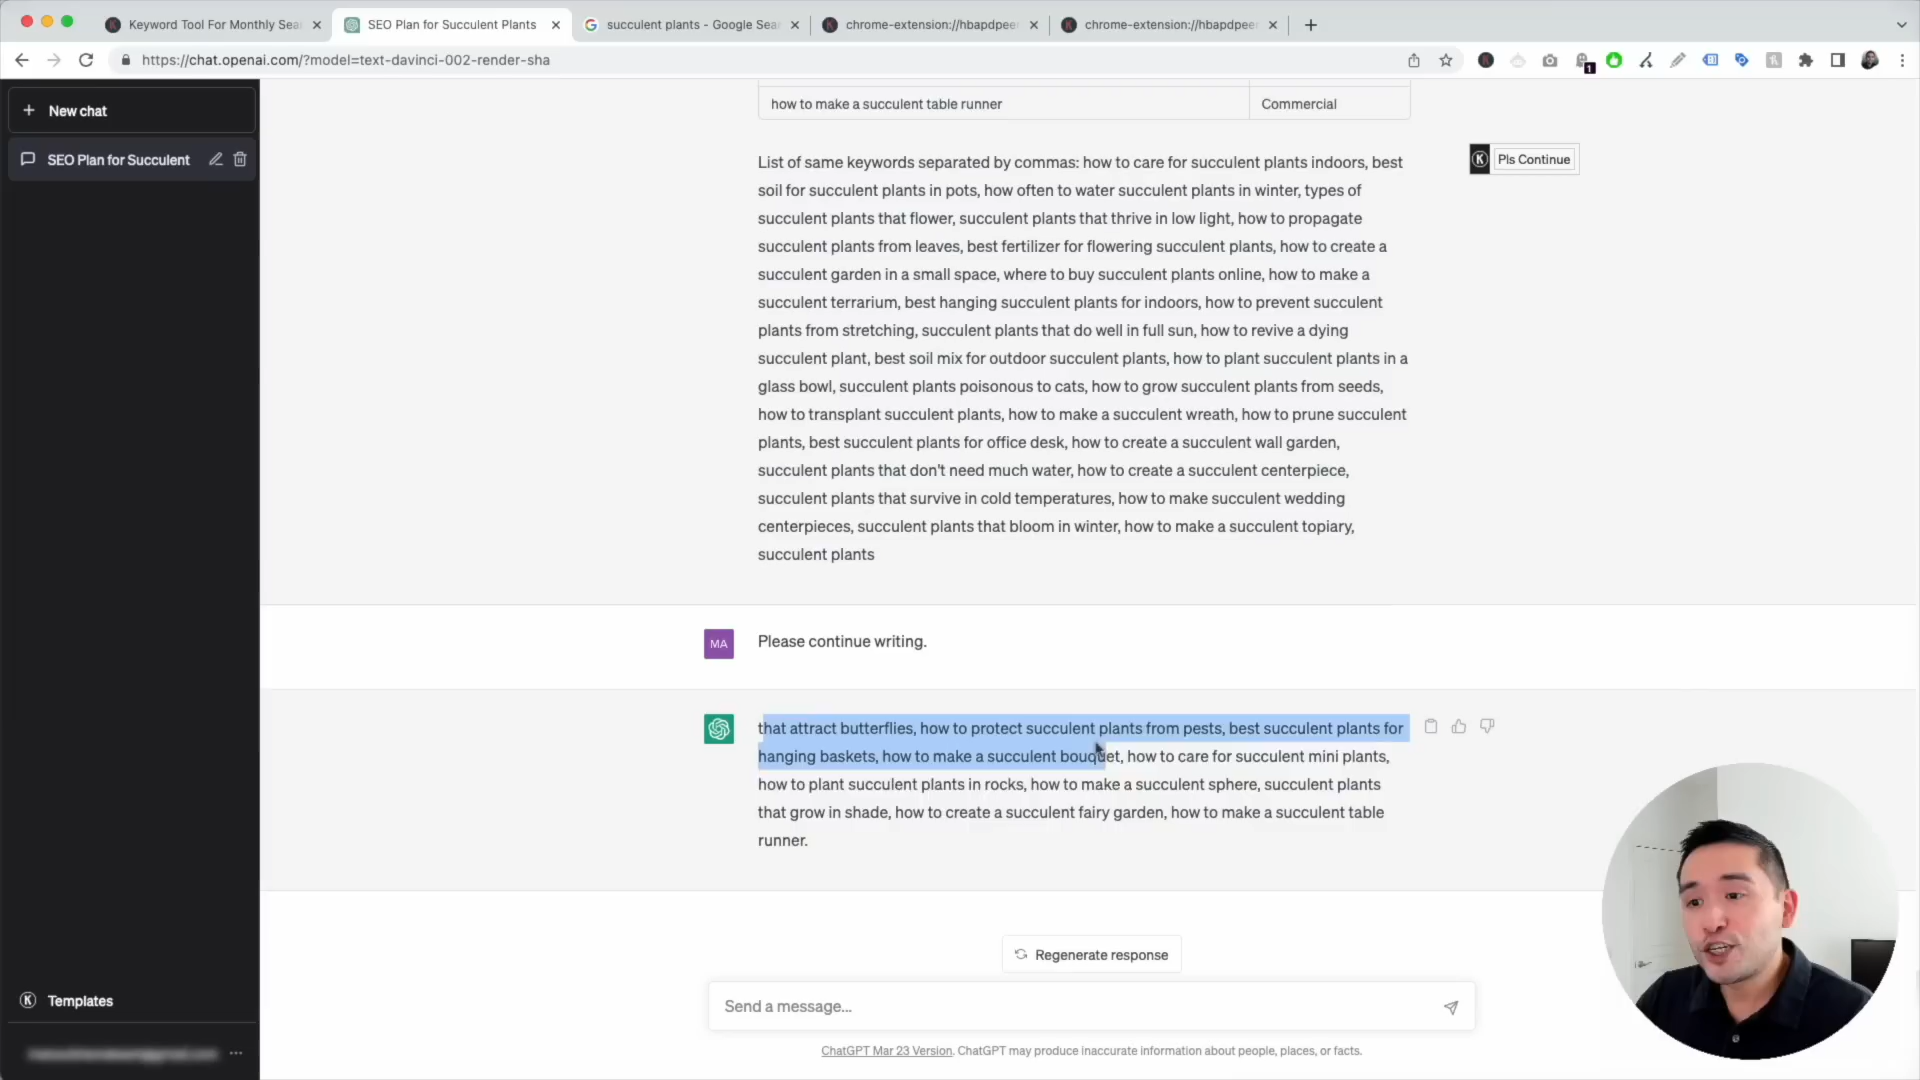 Keyword Tool For Monthly Sea
SEO Plan for Succulent Plants
succulent plants - Google Sear
chrome-extension://hbapdpeer
chrome-extension://hbapdpeer
https://chat.openai.com/?model=text-davinci-002-render-sha
1
New chat
SEO Plan for Succulent
how to make a succulent table runner
Commercial
K
Pls Continue
List of same keywords separated by commas: how to care for succulent plants indoors, best
soil for succulent plants in pots, how often to water succulent plants in winter, types of
succulent plants that flower, succulent plants that thrive in low light, how to propagate
succulent plants from leaves, best fertilizer for flowering succulent plants, how to create a
succulent garden in a small space, where to buy succulent plants online, how to make a
succulent terrarium, best hanging succulent plants for indoors, how to prevent succulent
plants from stretching, succulent plants that do well in full sun, how to revive a dying
succulent plant, best soil mix for outdoor succulent plants, how to plant succulent plants in a
glass bowl, succulent plants poisonous to cats, how to grow succulent plants from seeds,
how to transplant succulent plants, how to make a succulent wreath, how to prune succulent
plants, best succulent plants for office desk, how to create a succulent wall garden,
succulent plants that don't need much water, how to create a succulent centerpiece,
succulent plants that survive in cold temperatures, how to make succulent wedding
centerpieces, succulent plants that bloom in winter, how to make a succulent topiary,
succulent plants
MA
Please continue writing.
that attract butterflies, how to protect succulent plants from pests, best succulent plants for
hanging baskets, how to make a succulent bouquet, how to care for succulent mini plants,
how to plant succulent plants in rocks, how to make a succulent sphere, succulent plants
that grow in shade, how to create a succulent fairy garden, how to make a succulent table
runner.
Regenerate response
Send a message...
ChatGPT Mar 23 Version. ChatGPT may produce inaccurate information about people, places, or facts.
K
Templates